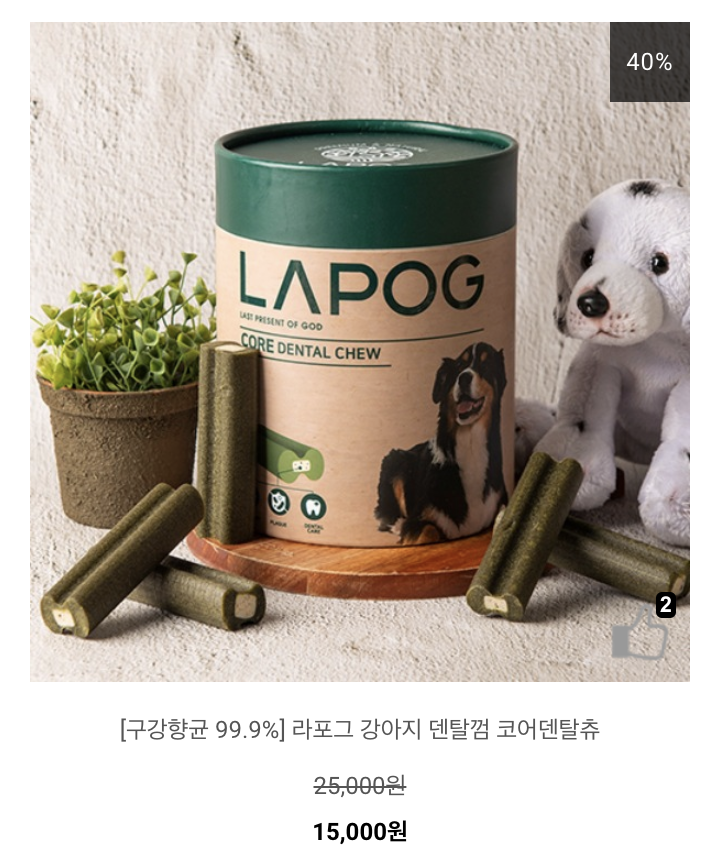 40%
LAPOG
LAST PRESENT OF GOD
CORE DENTAL CHEW
PLAQUE
DENTAL
CARE
2
[구강향균 99.9%] 라포그 강아지 덴탈껌 코어덴탈츄
25,000원
15,000원